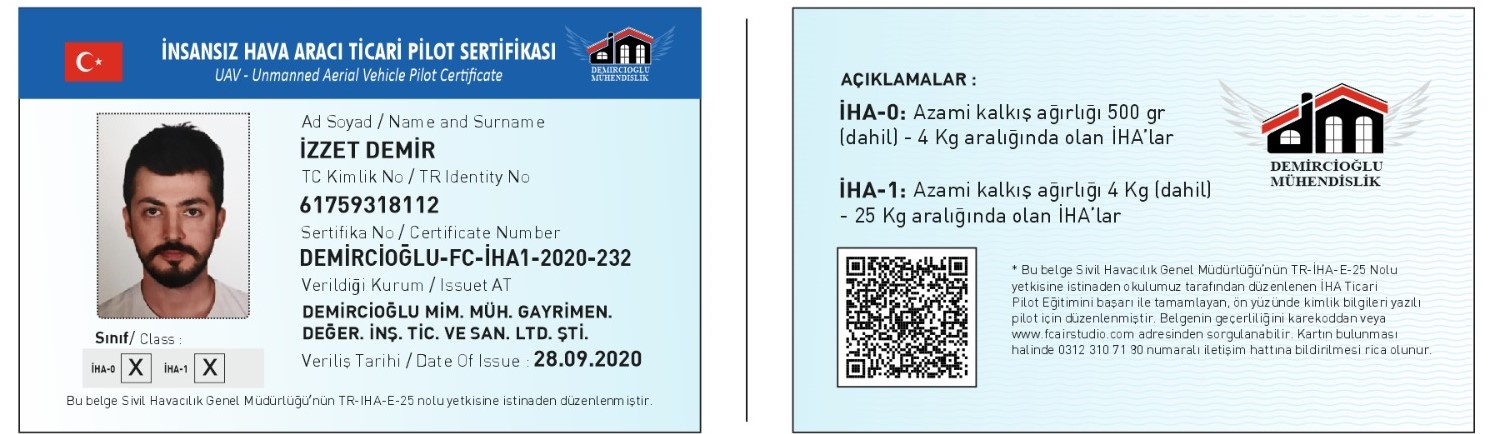 İNSANSIZ HAVA ARACI TİCARİ PİLOT SERTİFİKASI
UAV - Unmanned Aerial Vehicle Pilot Certificate
DEMİRCİOĞLU
MÜHENDİSLİK
Ad Soyad / Name and Surname
İZZET DEMİR
TC Kimlik No / TR Identity No
61759318112
Sertifika No / Certificate Number
DEMİRCİOĞLU-FC-İHA1-2020-232
Verildiği Kurum / Issuet AT
DEMİRCİOĞLU MİM. MÜH. GAYRİMEN.
DEĞER. İNŞ. TİC. VE SAN. LTD. ŞTİ.
Veriliş Tarihi / Date Of Issue : 28.09.2020
Sınıf/ Class :
İHA-0 X İHA-1 X
Bu belge Sivil Havacılık Genel Müdürlüğü'nün TR-IHA-E-25 nolu yetkisine istinaden düzenlenmiştir.
AÇIKLAMALAR :
İHA-0: Azami kalkış ağırlığı 500 gr
(dahil) - 4 Kg aralığında olan İHA'lar
İHA-1: Azami kalkış ağırlığı 4 Kg (dahil)
- 25 Kg aralığında olan İHA'lar
DEMİRCİOĞLU
MÜHENDİSLİK
* Bu belge Sivil Havacılık Genel Müdürlüğü'nün TR-İHA-E-25 Nolu
yetkisine istinaden okulumuz tarafından düzenlenen İHA Ticari
Pilot Eğitimini başarı ile tamamlayan, ön yüzünde kimlik bilgileri yazılı
pilot için düzenlenmiştir. Belgenin geçerliliğini karekoddan veya
www.fcairstudio.com adresinden sorgulanabilir. Kartın bulunması
halinde 0312 310 71 90 numaralı iletişim hattına bildirilmesi rica olunur.